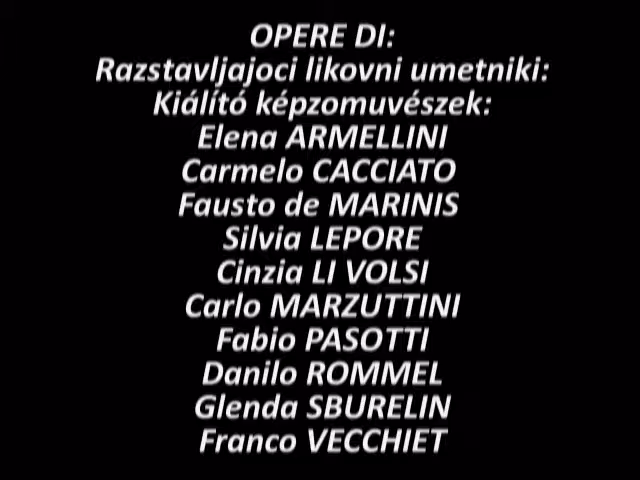 OPERE DI:
Razstavljajoci likovni umetniki:
Kiálító képzomuvészek:
Elena ARMELLINI
Carmelo CACCIATO
Fausto de MARINIS
Silvia LEPORE
Cinzia LI VOLSI
Carlo MARZUTTINI
Fabio PASOTTI
Danilo ROMMEL
Glenda SBURELIN
Franco VECCHIET